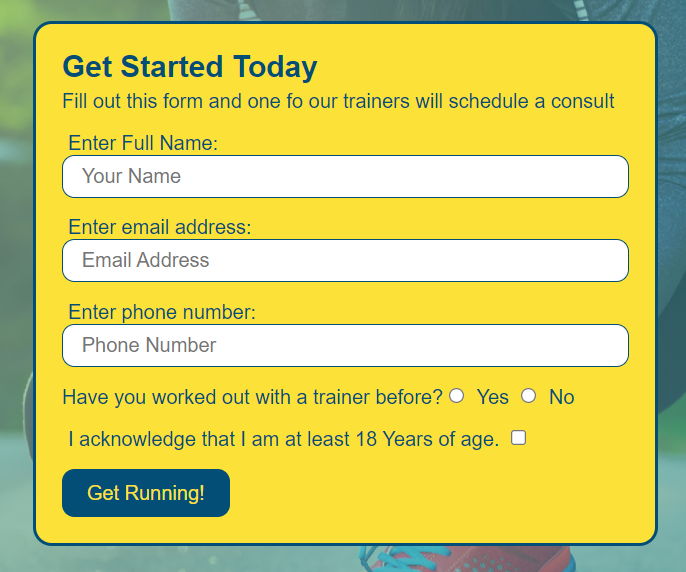 Get Started Today
Fill out this form and one fo our trainers will schedule a consult
Enter Full Name:
Your Name
Enter email address:
Email Address
Enter phone number:
Phone Number
Have you worked out with a trainer before? Yes No
I acknowledge that I am at least 18 Years of age.
Get Running!